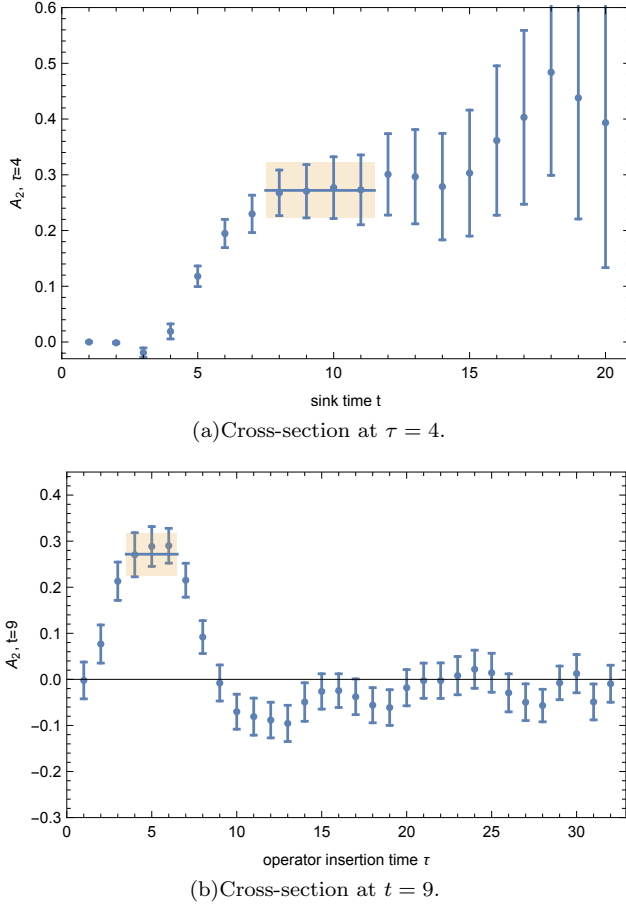 0.6
0.5
0.4
0.3
0.2
0.1
0.0
A2, τ=4
0 5 10 15 20
sink time t
(a)Cross-section at τ = 4.
0.4
0.3
0.2
0.1
0.0
-0.1
-0.2
-0.3
A2, t=9
0 5 10 15 20 25 30
operator insertion time τ
(b)Cross-section at t = 9.